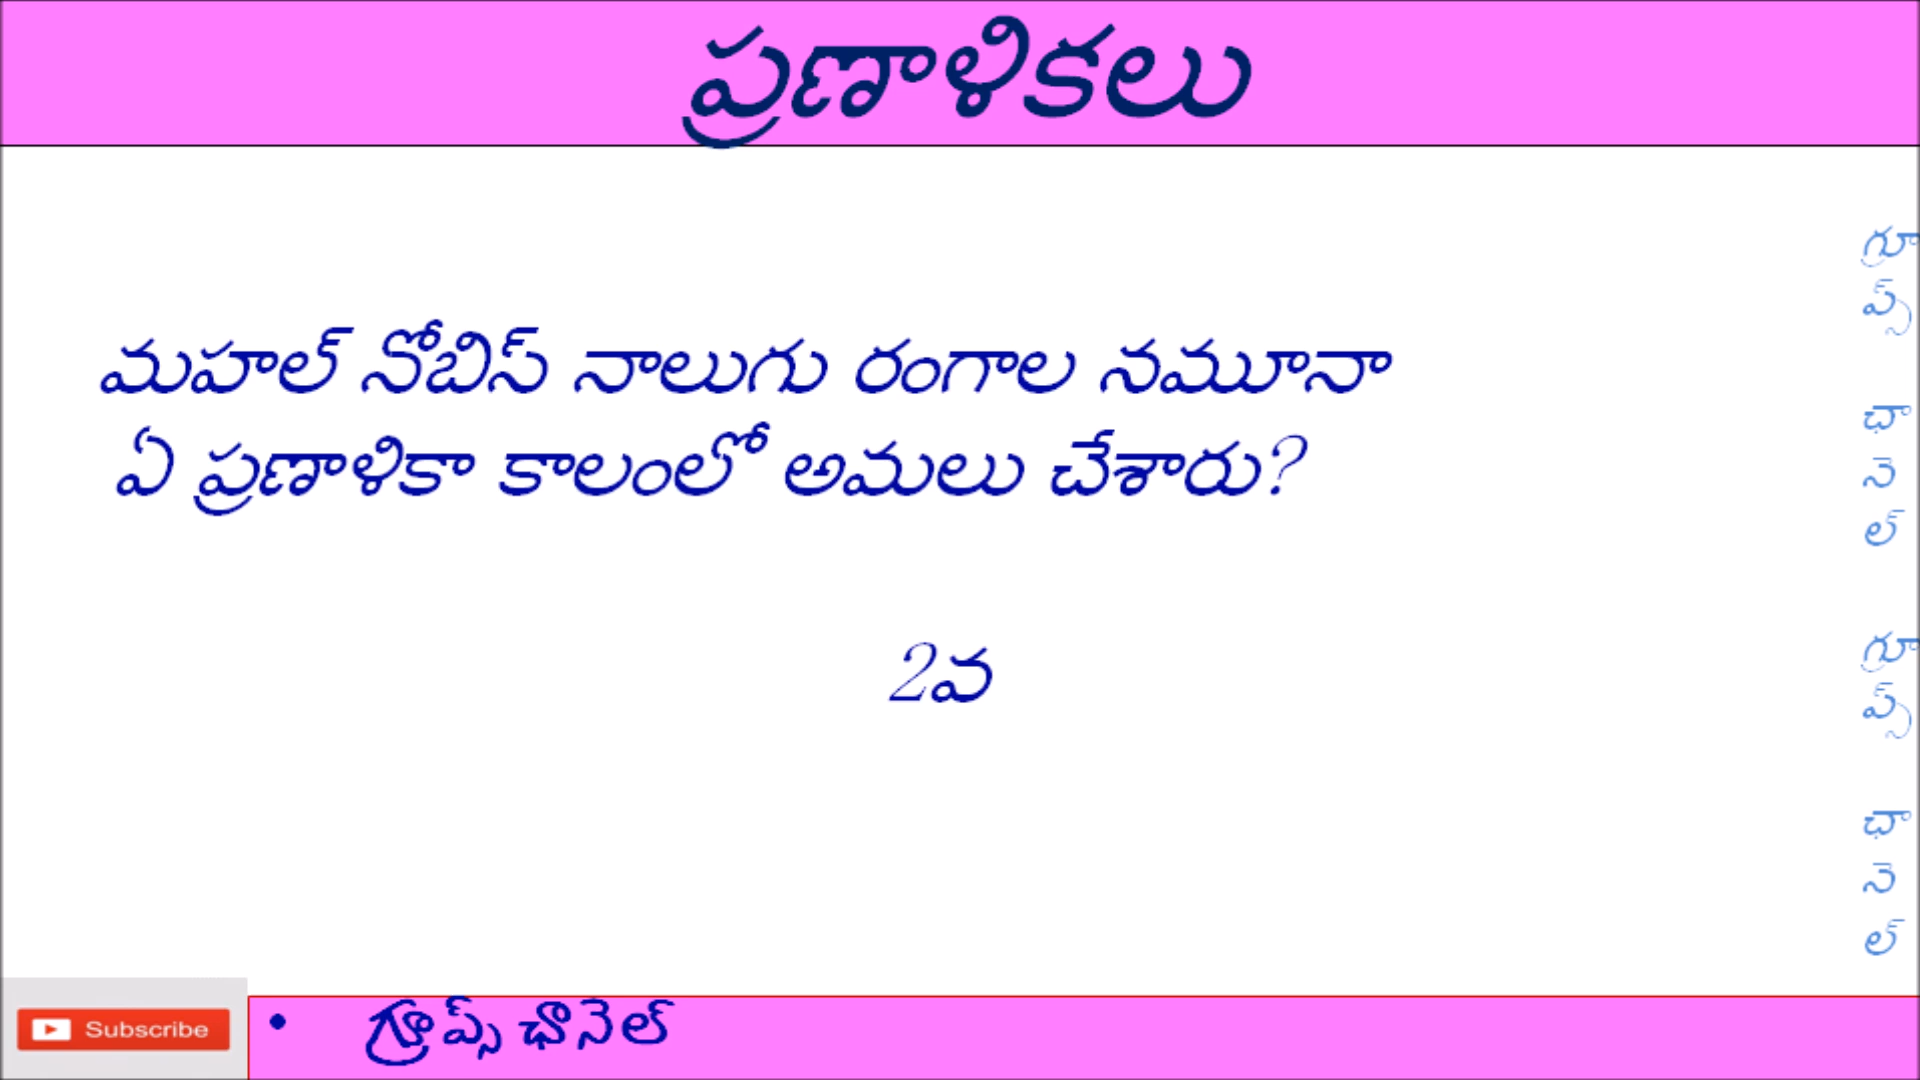 ప్రణాళికలు
మహల్ నోబిస్ నాలుగు రంగాల నమూనా
ఏ ప్రణాళికా కాలంలో అమలు చేశారు?
2వ
గ్రూ
ప్స్
ఛా
నె
ల్
గ్రూ
ప్స్
ఛా
నె
ల్
Subscribe
• గ్రూప్స్ ఛానెల్